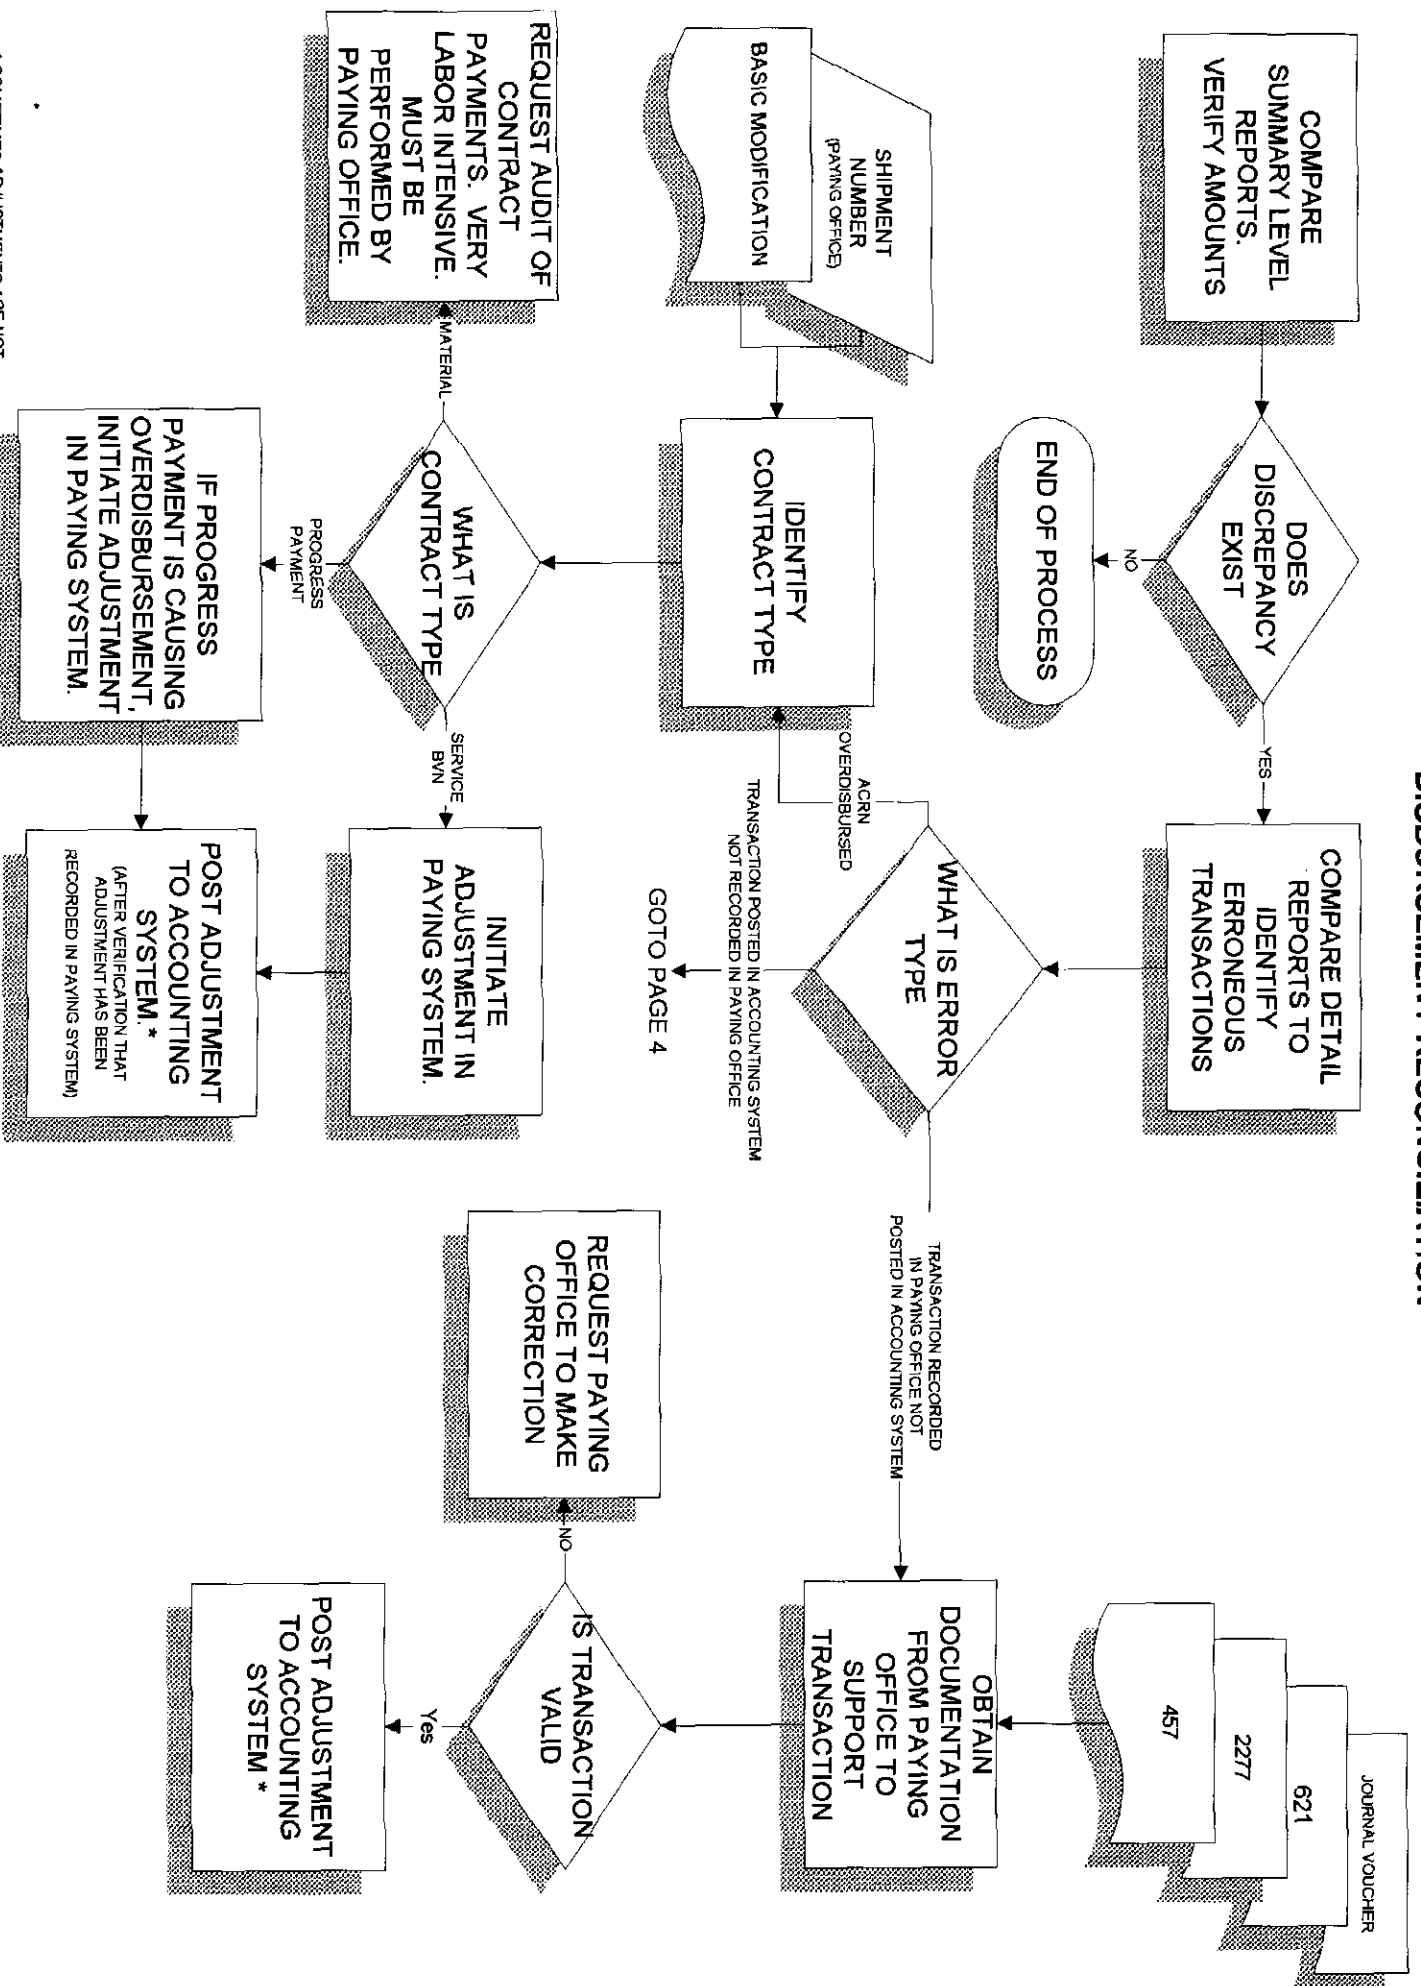 DISBURSEMENT RECONCILIATION
COMPARE
SUMMARY LEVEL
REPORTS.
VERIFY AMOUNTS
DOES
DISCREPANCY
EXIST
YES
NO
END OF PROCESS
COMPARE DETAIL
REPORTS TO
IDENTIFY
ERRONEOUS
TRANSACTIONS
WHAT IS ERROR
TYPE
ACRN
OVERDISBURSED
TRANSACTION POSTED IN ACCOUNTING SYSTEM
NOT RECORDED IN PAYING OFFICE
GOTO PAGE 4
TRANSACTION RECORDED
IN PAYING OFFICE NOT
POSTED IN ACCOUNTING SYSTEM
JOURNAL VOUCHER
621
2277
457
OBTAIN
DOCUMENTATION
FROM PAYING
OFFICE TO
SUPPORT
TRANSACTION
IS TRANSACTION
VALID
NO
REQUEST PAYING
OFFICE TO MAKE
CORRECTION
Yes
POST ADJUSTMENT
TO ACCOUNTING
SYSTEM *
SHIPMENT
NUMBER
(PAYING OFFICE)
BASIC MODIFICATION
IDENTIFY
CONTRACT TYPE
WHAT IS
CONTRACT TYPE
MATERIAL
REQUEST AUDIT OF
CONTRACT
PAYMENTS. VERY
LABOR INTENSIVE.
MUST BE
PERFORMED BY
PAYING OFFICE.
PROGRESS
PAYMENT
IF PROGRESS
PAYMENT IS CAUSING
OVERDISBURSEMENT,
INITIATE ADJUSTMENT
IN PAYING SYSTEM.
SERVICE
BVN
INITIATE
ADJUSTMENT IN
PAYING SYSTEM.
POST ADJUSTMENT
TO ACCOUNTING
SYSTEM. *
(AFTER VERIFICATION THAT
ADJUSTMENT HAS BEEN
RECORDED IN PAYING SYSTEM)